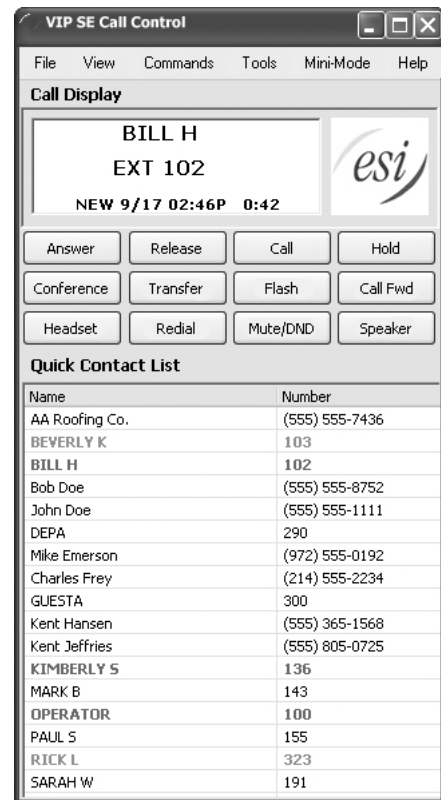 VIP SE Call Control
File View Commands Tools Mini-Mode Help
Call Display
BILL H
EXT 102
NEW 9/17 02:46P 0:42
esi
Answer Release Call Hold
Conference Transfer Flash Call Fwd
Headset Redial Mute/DND Speaker
Quick Contact List
Name Number
AA Roofing Co. (555) 555-7436
BEVERLY K 103
BILL H 102
Bob Doe (555) 555-8752
John Doe (555) 555-1111
DEPA 290
Mike Emerson (972) 555-0192
Charles Frey (214) 555-2234
GUESTA 300
Kent Hansen (555) 365-1568
Kent Jeffries (555) 805-0725
KIMBERLY S 136
MARK B 143
OPERATOR 100
PAUL S 155
RICK L 323
SARAH W 191